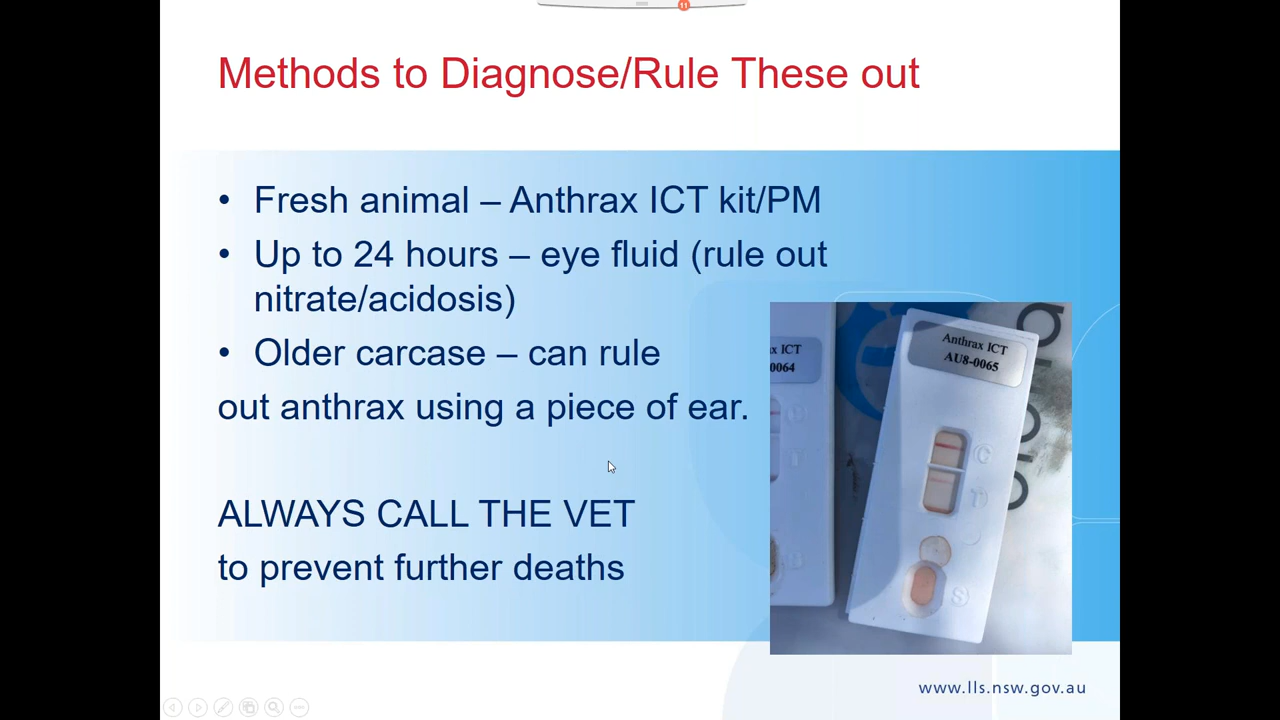 11
Methods to Diagnose/Rule These out
• Fresh animal – Anthrax ICT kit/PM
• Up to 24 hours – eye fluid (rule out
nitrate/acidosis)
• Older carcase – can rule
out anthrax using a piece of ear.
ALWAYS CALL THE VET
to prevent further deaths
x ICT
0064
Anthrax ICT
AU8-0065
C
T
S
www.lls.nsw.gov.au